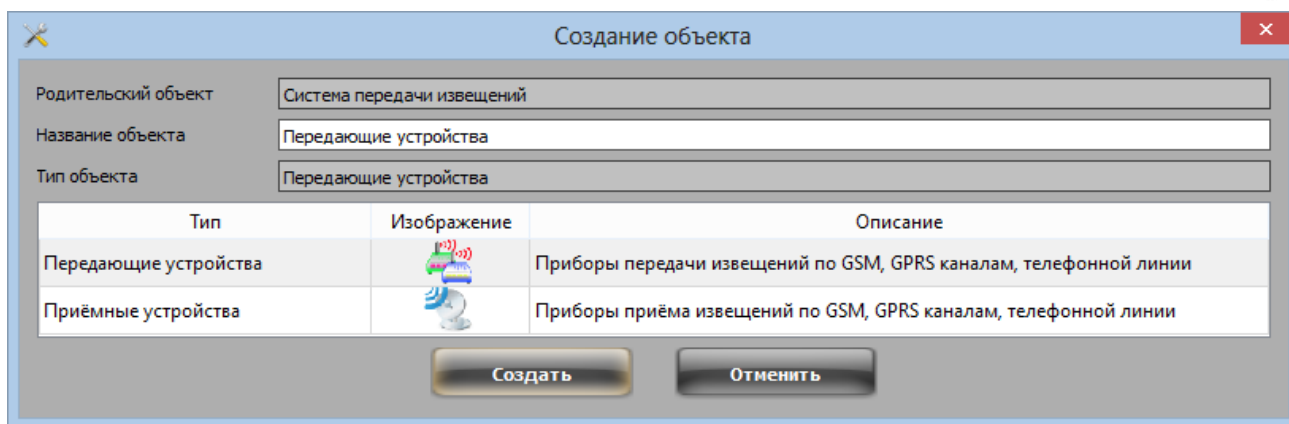 Создание объекта
Родительский объект Система передачи извещений
Название объекта Передающие устройства
Тип объекта Передающие устройства
Тип Изображение Описание
Передающие устройства Приборы передачи извещений по GSM, GPRS каналам, телефонной линии
Приёмные устройства Приборы приёма извещений по GSM, GPRS каналам, телефонной линии
Создать Отменить